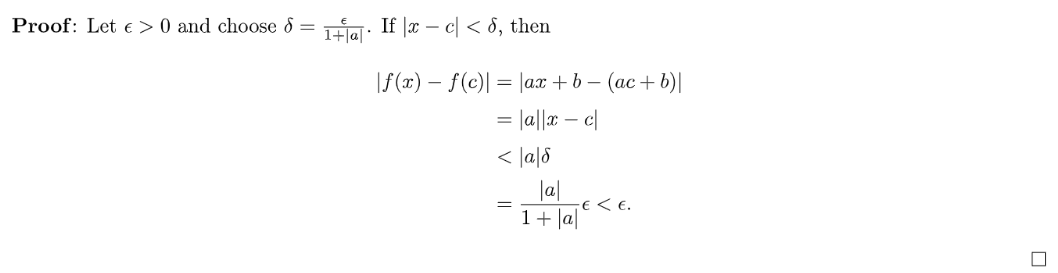 Proof: Let ϵ > 0 and choose δ = ϵ/(1+|a|). If |x − c| < δ, then
|f(x) − f(c)| = |ax + b − (ac + b)|
= |a||x − c|
< |a|δ
= |a|/(1 + |a|) ϵ < ϵ.
□